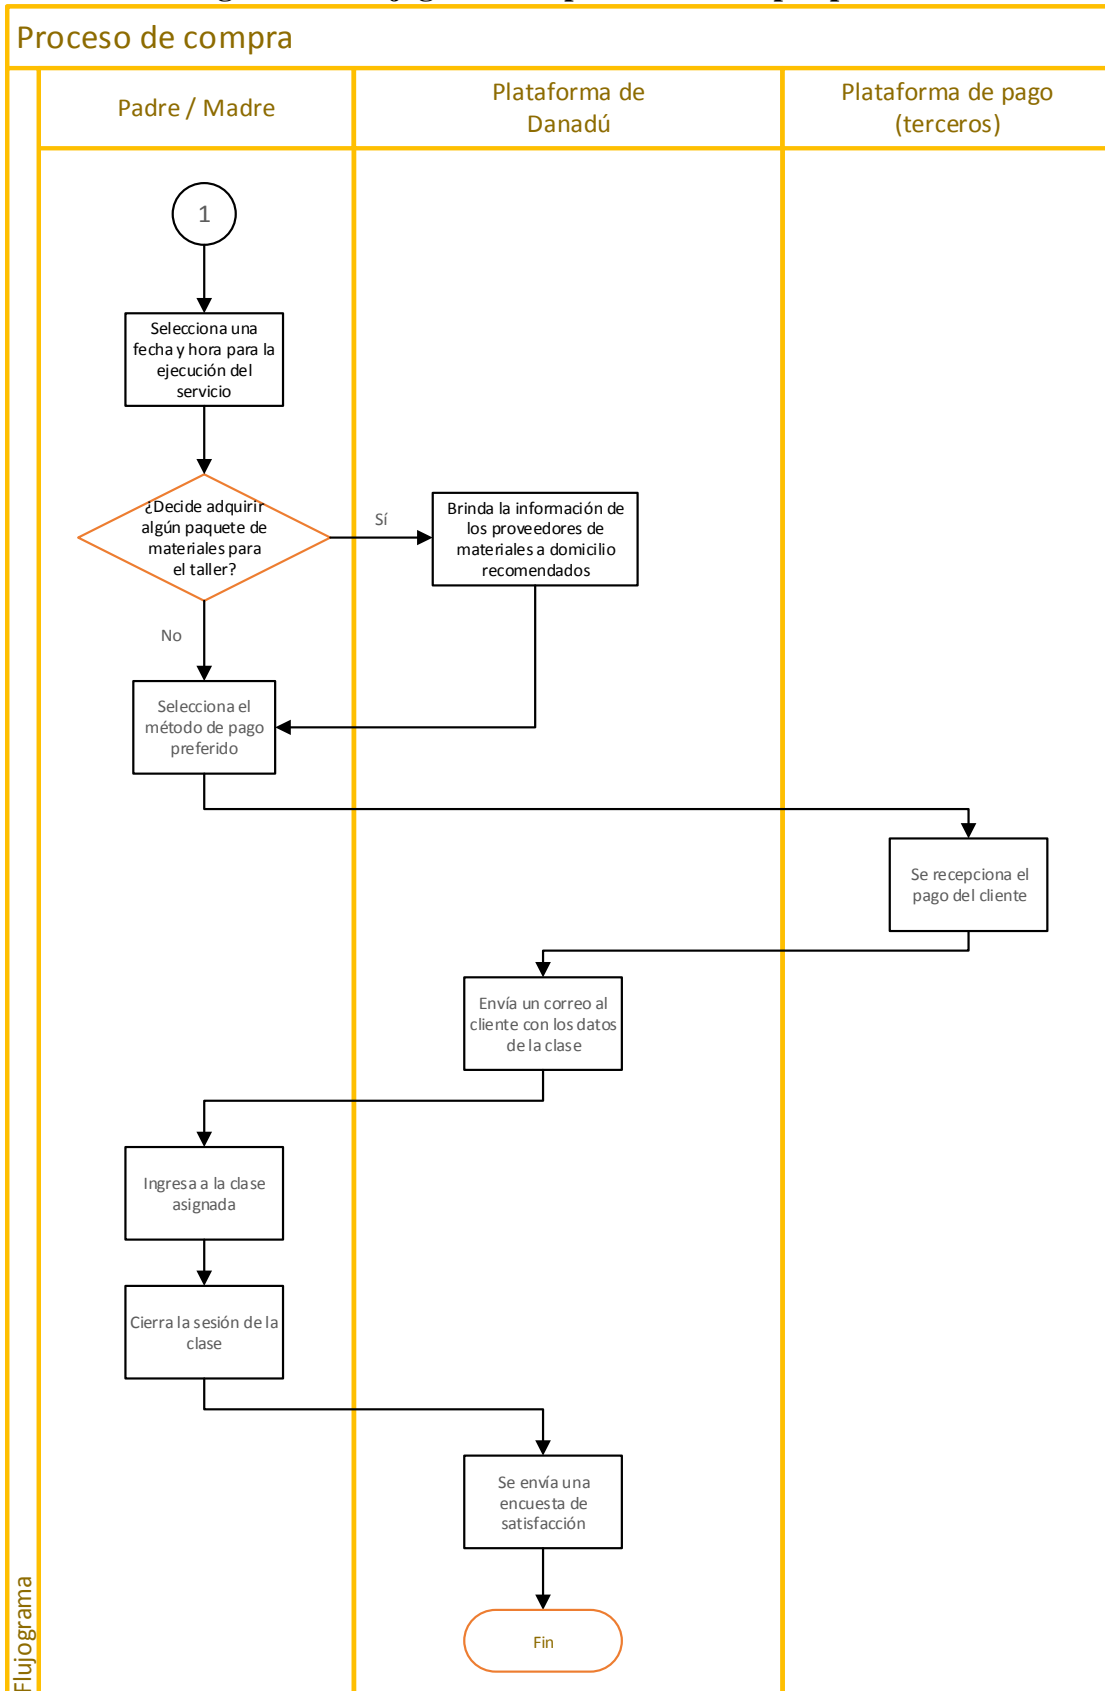 Proceso de compra
Padre / Madre
Plataforma de
Danadú
Plataforma de pago
(terceros)
1
Selecciona una
fecha y hora para la
ejecución del
servicio
¿Decide adquirir
algún paquete de
materiales para
el taller?
Sí
Brinda la información de
los proveedores de
materiales a domicilio
recomendados
No
Selecciona el
método de pago
preferido
Se recepciona el
pago del cliente
Envía un correo al
cliente con los datos
de la clase
Ingresa a la clase
asignada
Cierra la sesión de la
clase
Se envía una
encuesta de
satisfacción
Fin
Flujograma